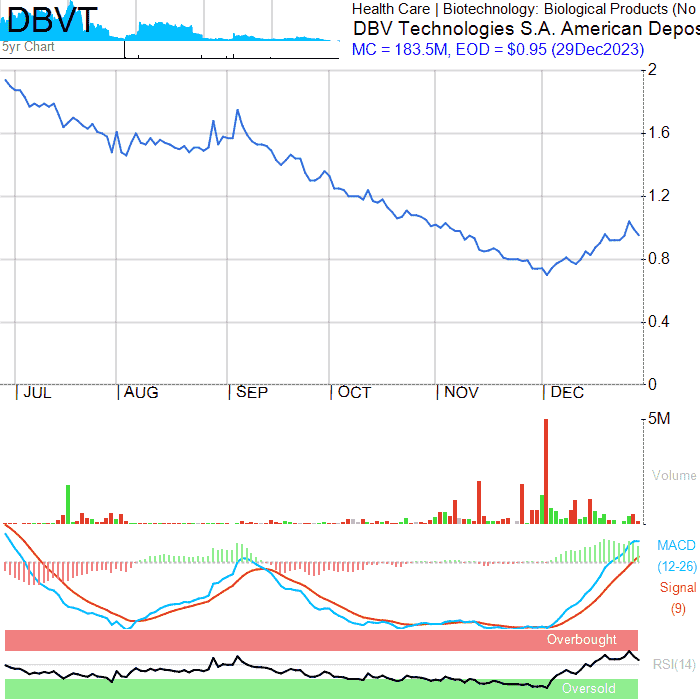 DBVT
5yr Chart
Health Care | Biotechnology: Biological Products (No
DBV Technologies S.A. American Depos
MC = 183.5M, EOD = $0.95 (29Dec2023)
2
1.6
1.2
0.8
0.4
0
JUL AUG SEP OCT NOV DEC
5M
Volume
MACD
(12-26)
Signal
(9)
Overbought
RSI(14)
Oversold